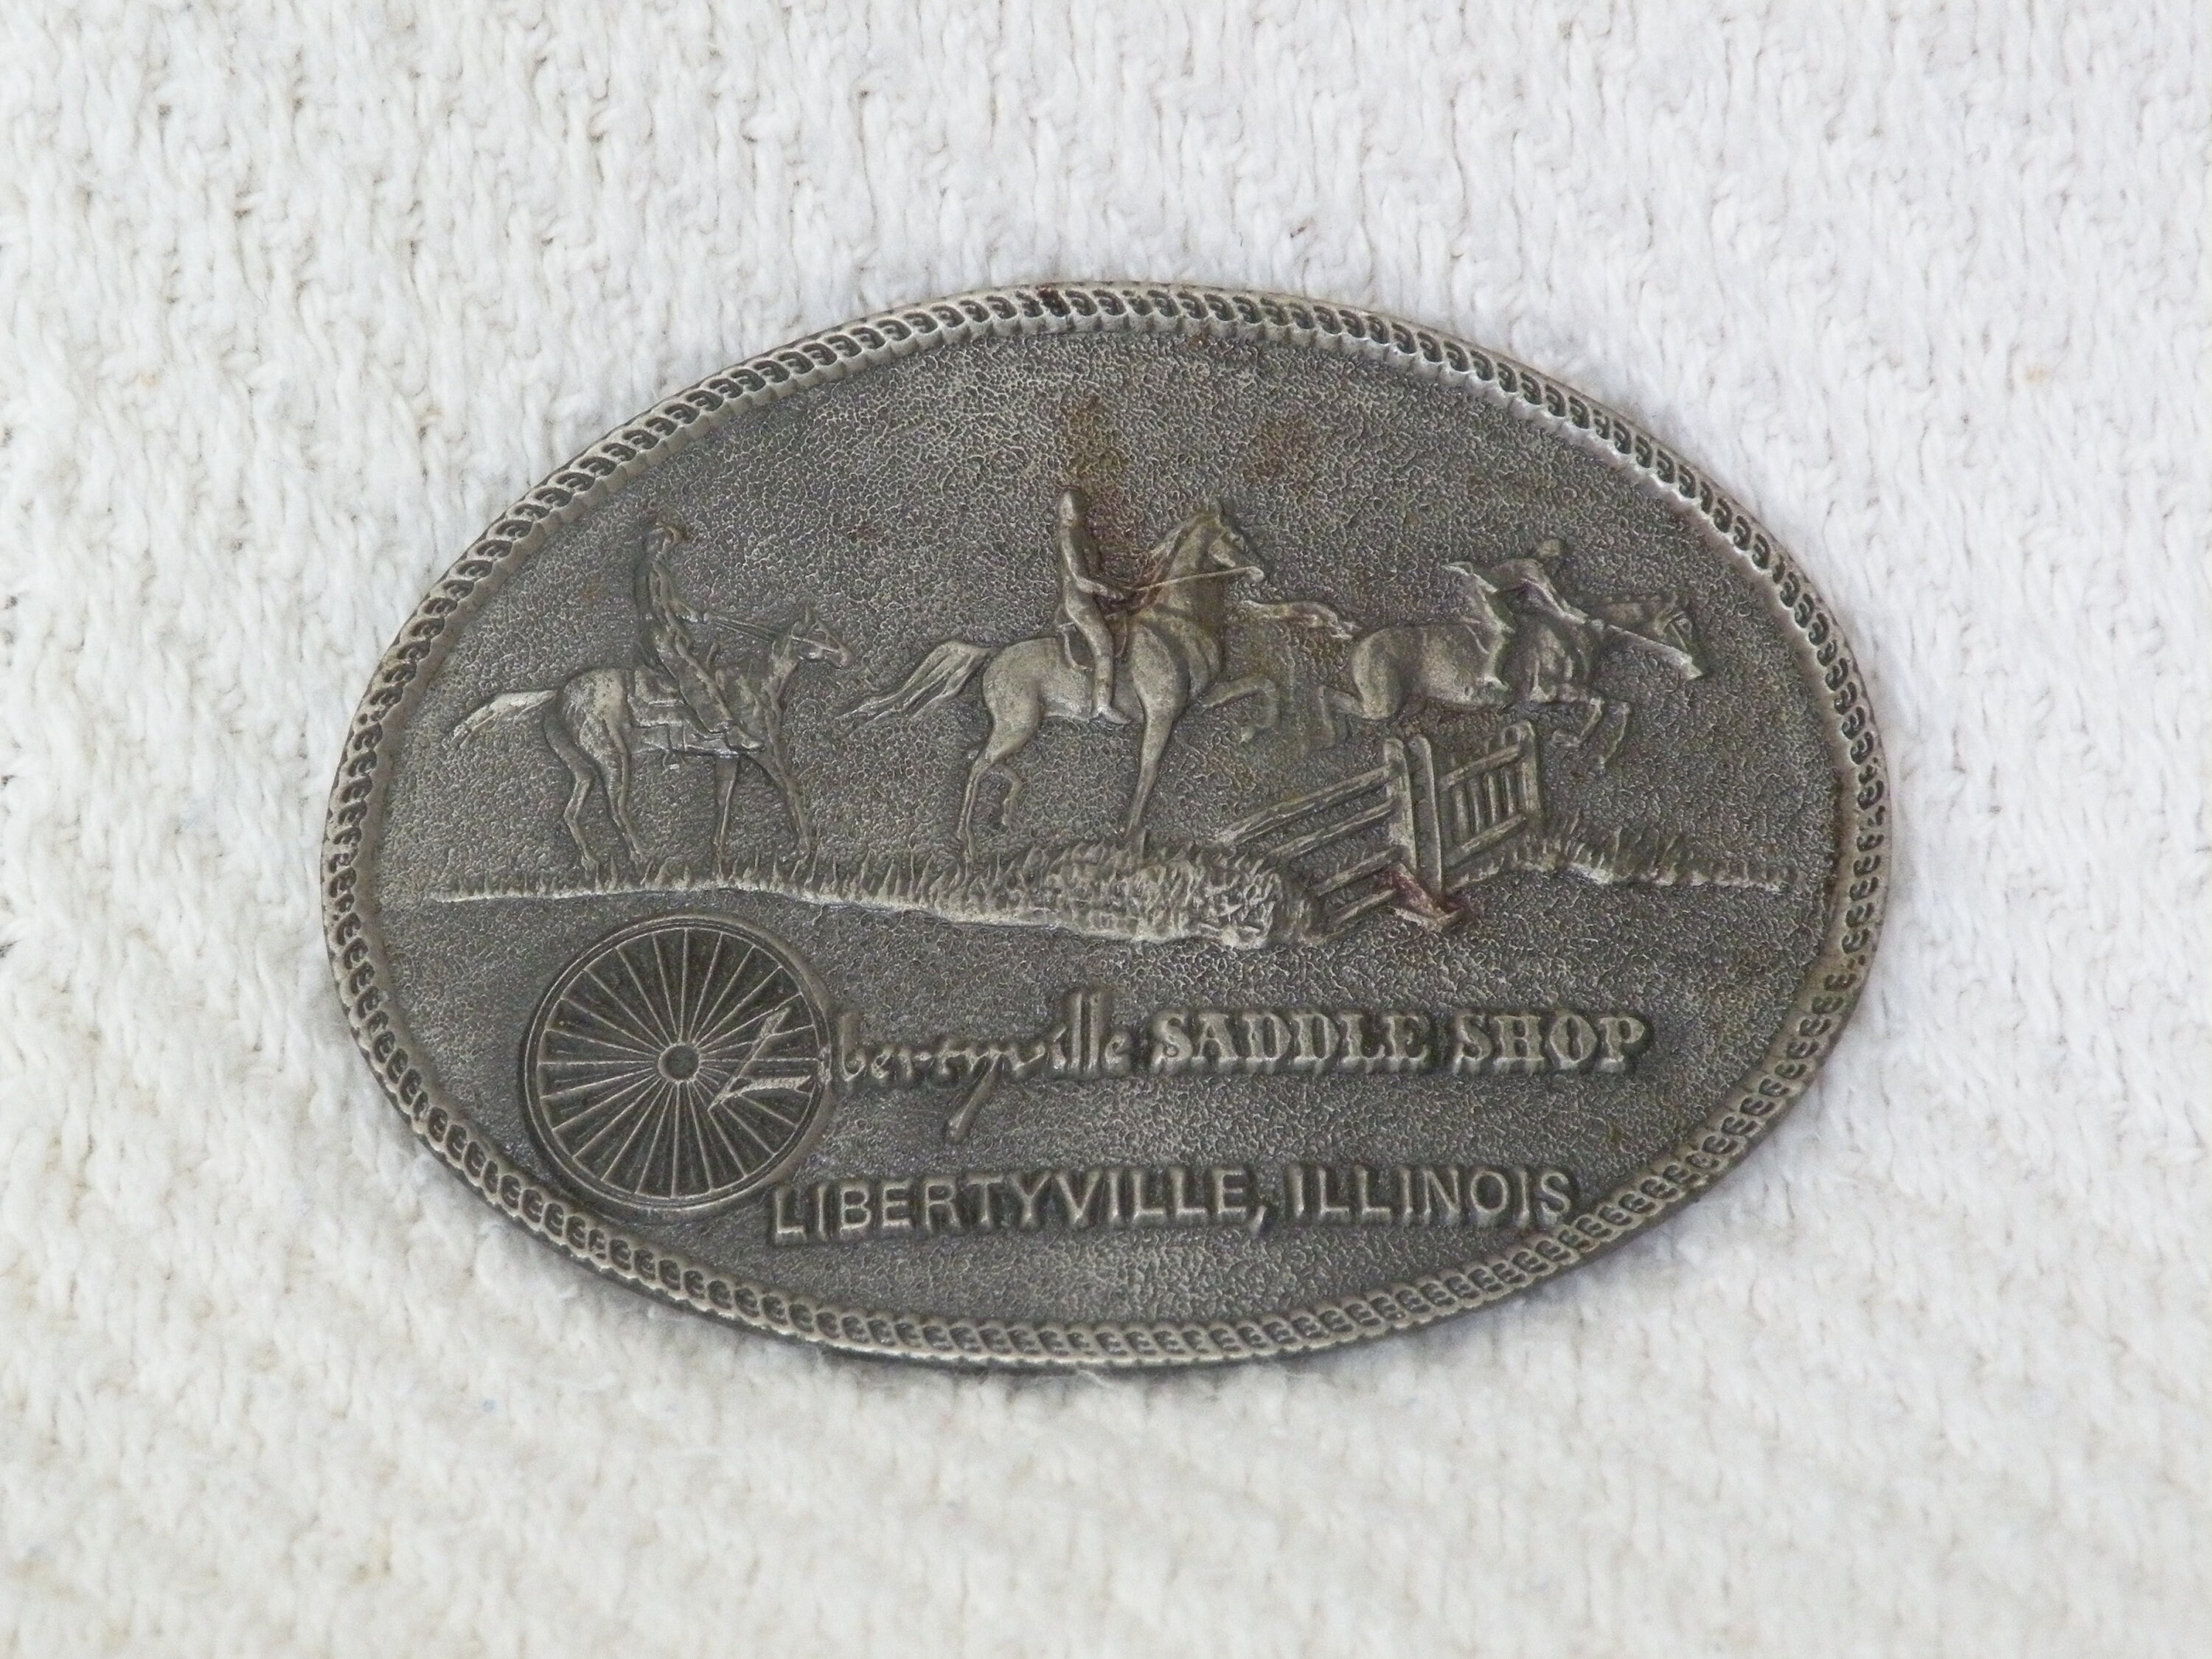 Libertyville SADDLE SHOP
LIBERTYVILLE, ILLINOIS